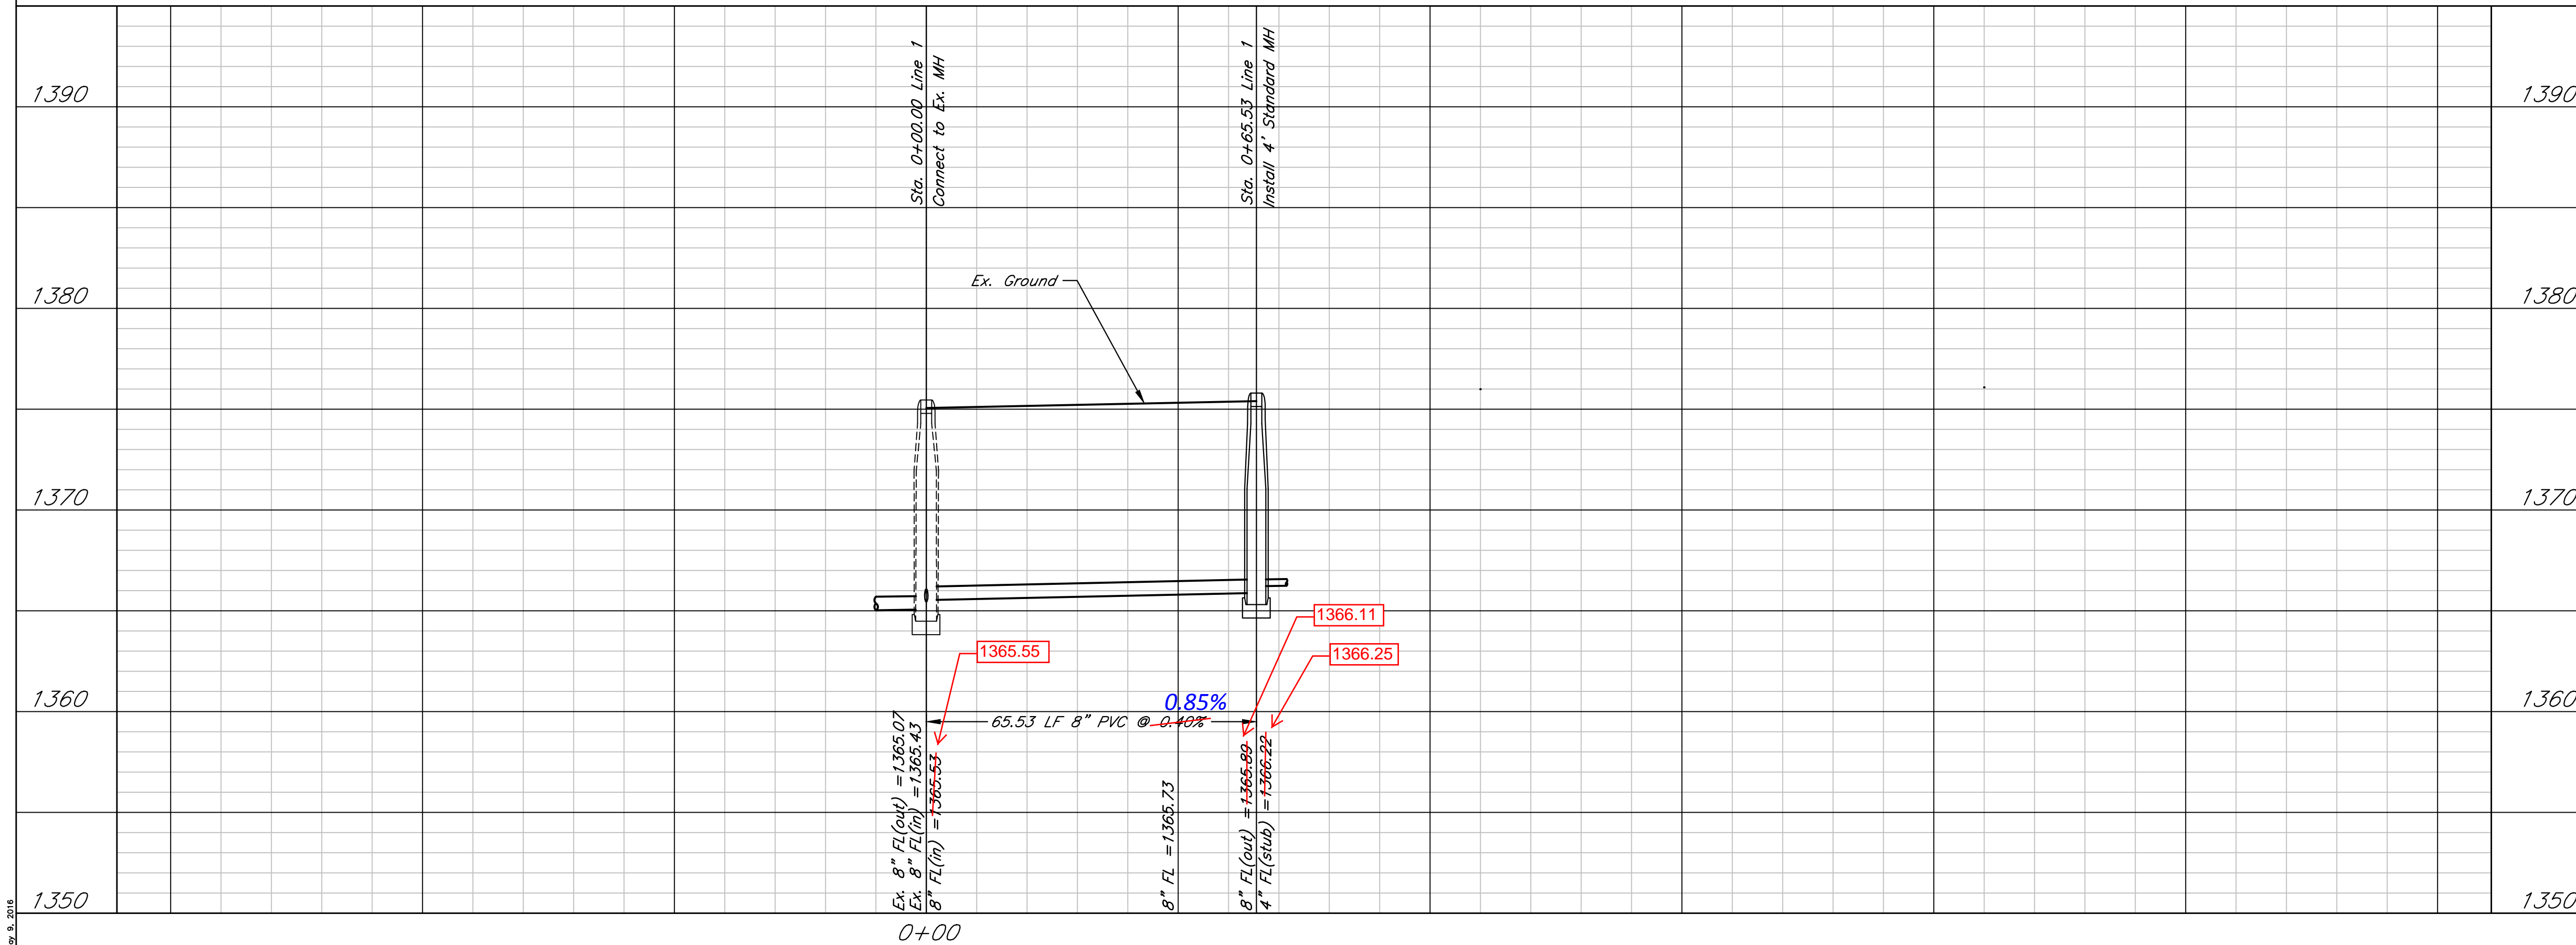 Sta. 0+00.00 Line 1
Connect to Ex. MH
Sta. 0+65.53 Line 1
Install 4' Standard MH
1390
1390
Ex. Ground
1380
1380
1370
1370
1366.11
1365.55
1366.25
0.85%
1360
1360
65.53 LF 8" PVC @ 0.40%
Ex. 8" FL(out) =1365.07
Ex. 8" FL(in) =1365.43
8" FL(in) =1365.53
8" FL =1365.73
8" FL(out) =1365.89
4" FL(stub) =1366.22
1350
1350
0+00
ay 9, 2016